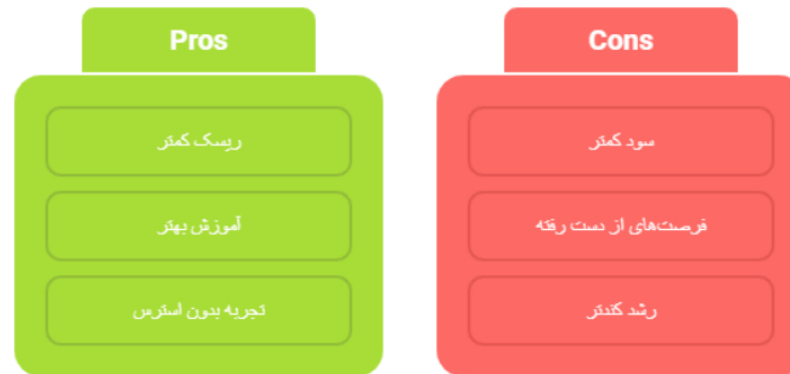 Pros
ریسک کمتر
آموزش بهتر
تجربه بدون استرس
Cons
سود کمتر
فرصت‌های از دست رفته
رشد کندتر